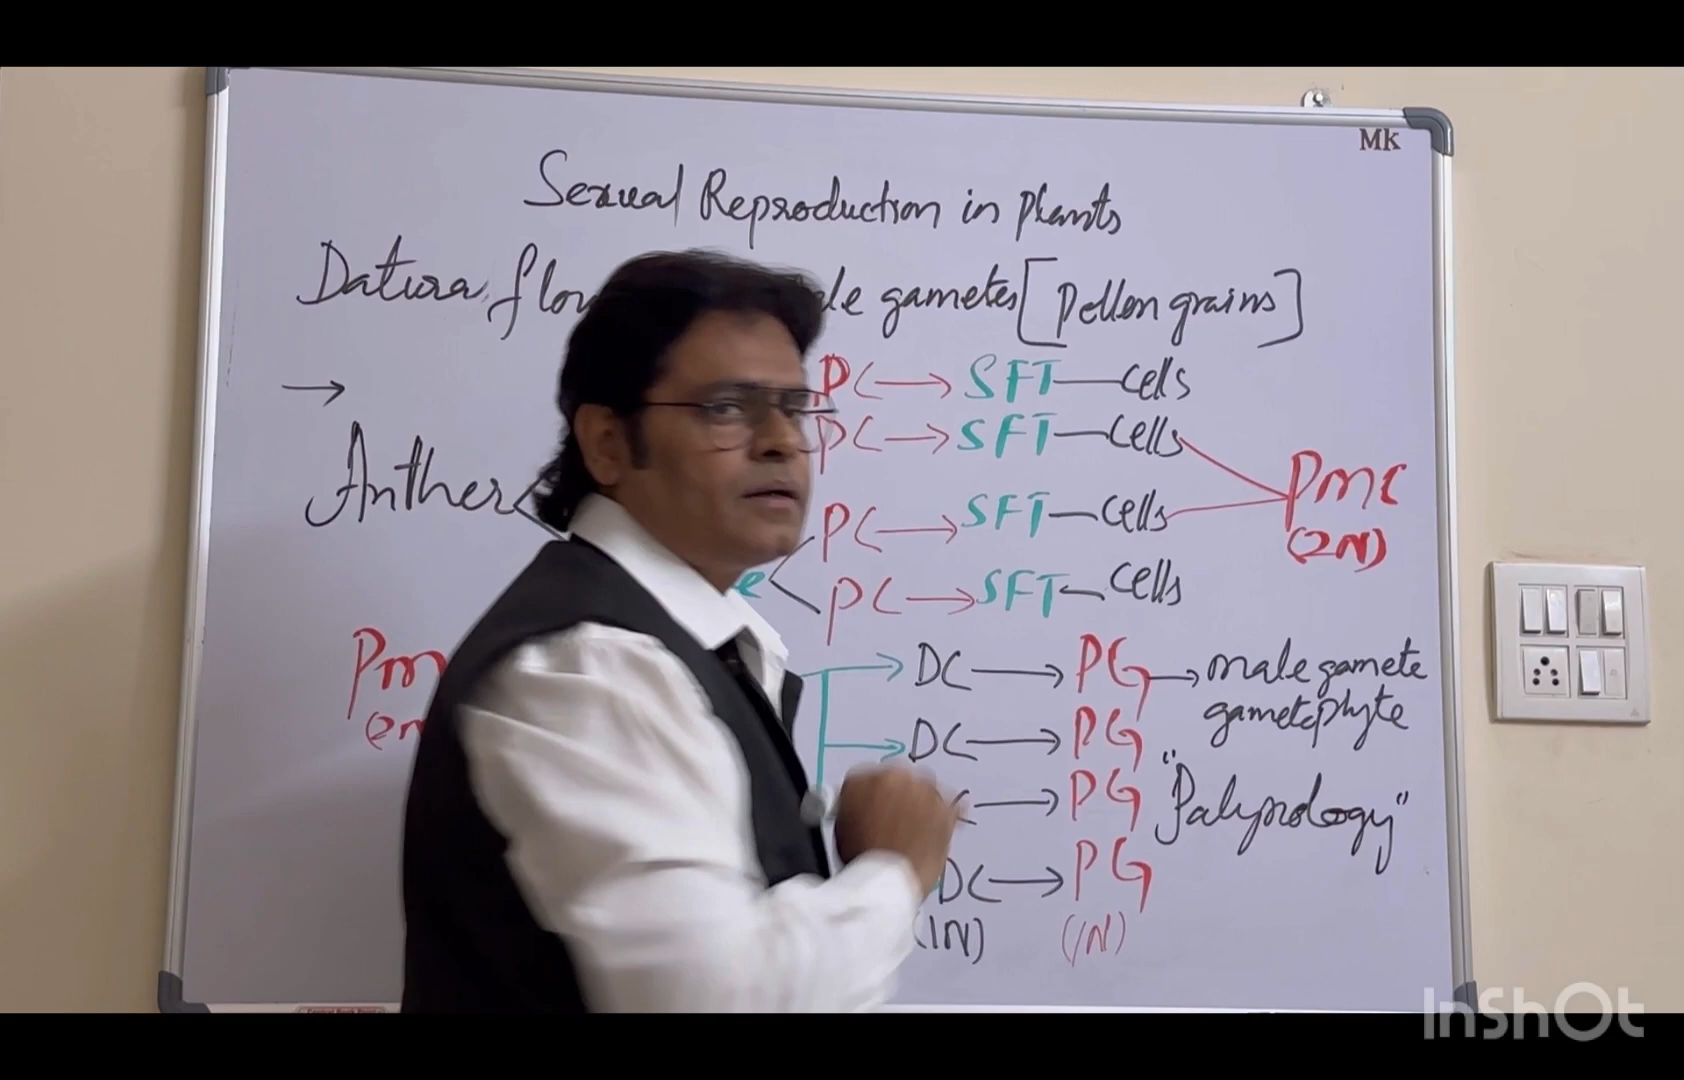 Mk
Sexual Reproduction in plants
Datura flow le gametes [Pollen grains]
→
PC → SFT — cells
PC → SFT — cells
Anther
PMC
(2N)
PC → SFT — cells
e PC → SFT — cells
PM
(2n
DC → PG → male gamete
gametophyte
DC → PG
C → PG "Palynology"
DC → PG
(1N) (1N)
InShOt